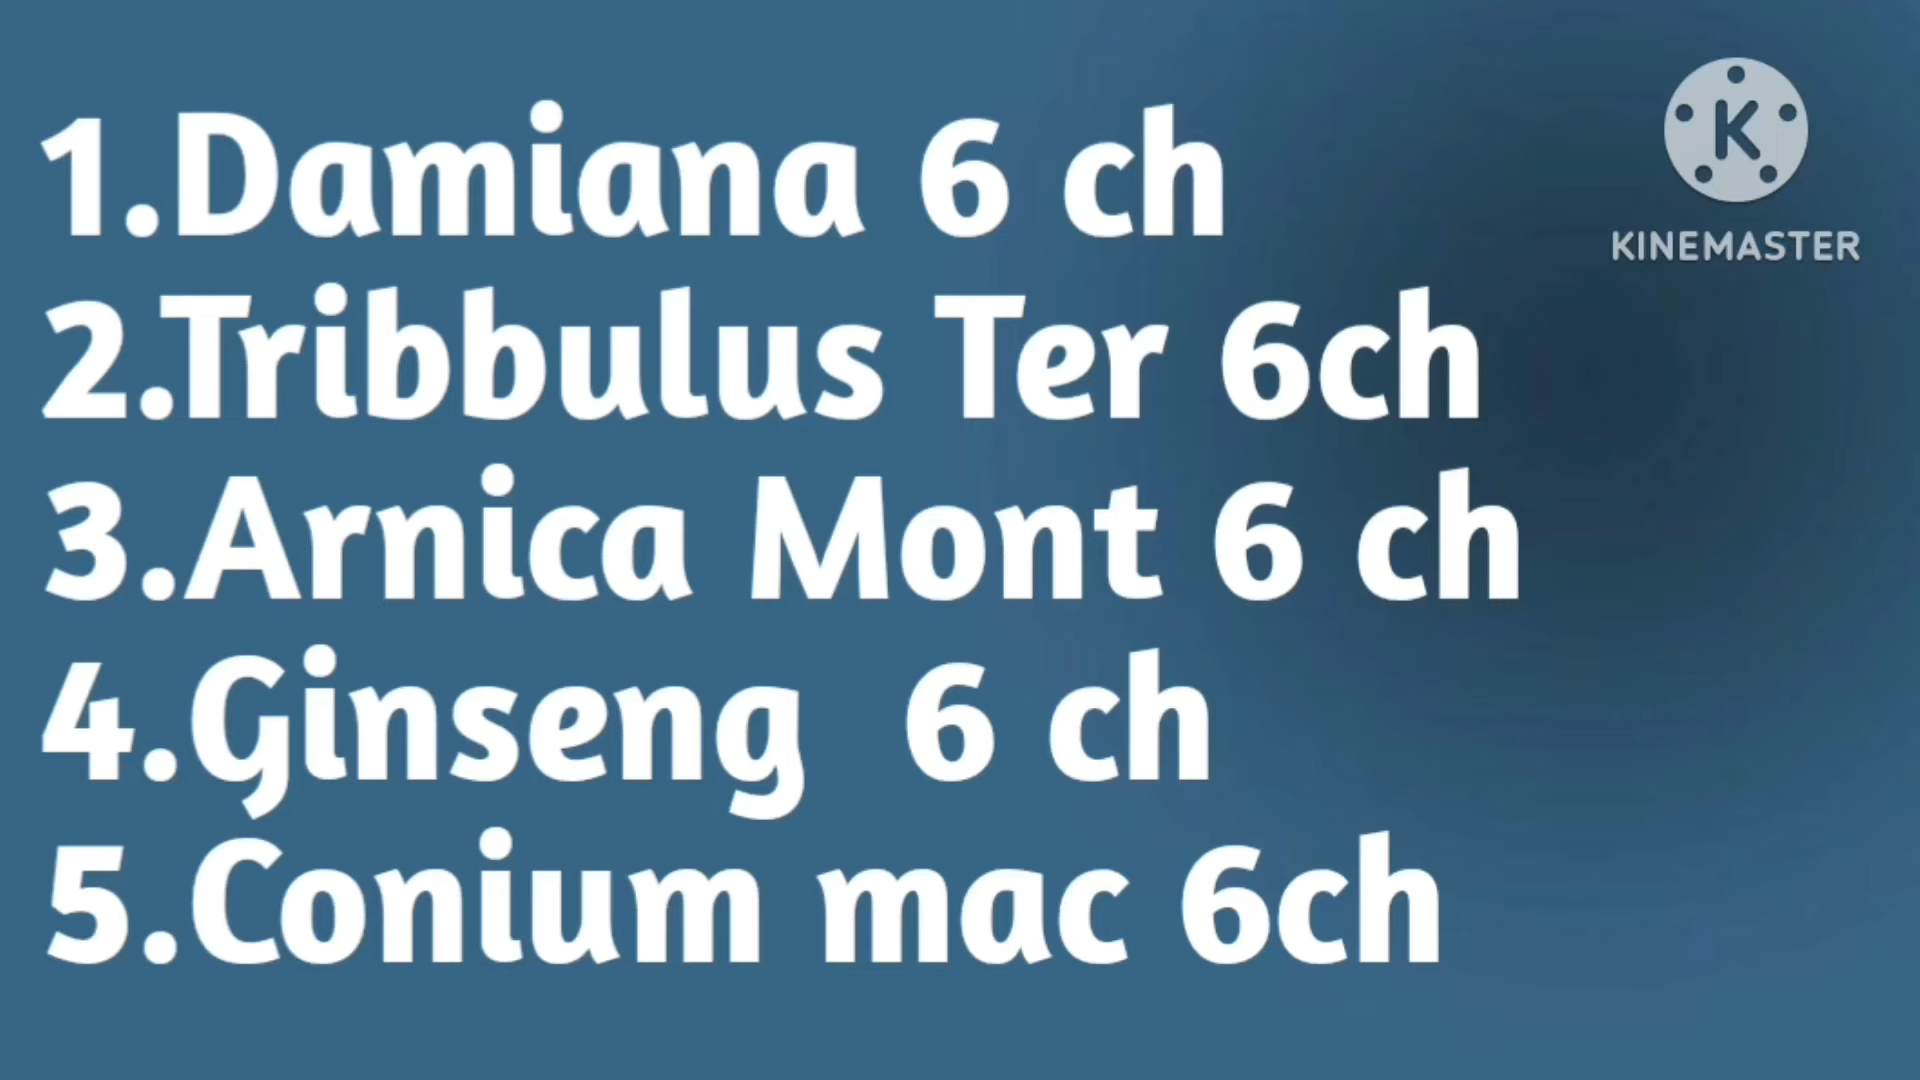 1.Damiana 6 ch
2.Tribbulus Ter 6ch
3.Arnica Mont 6 ch
4.Ginseng  6 ch
5.Conium mac 6ch
K
KINEMASTER